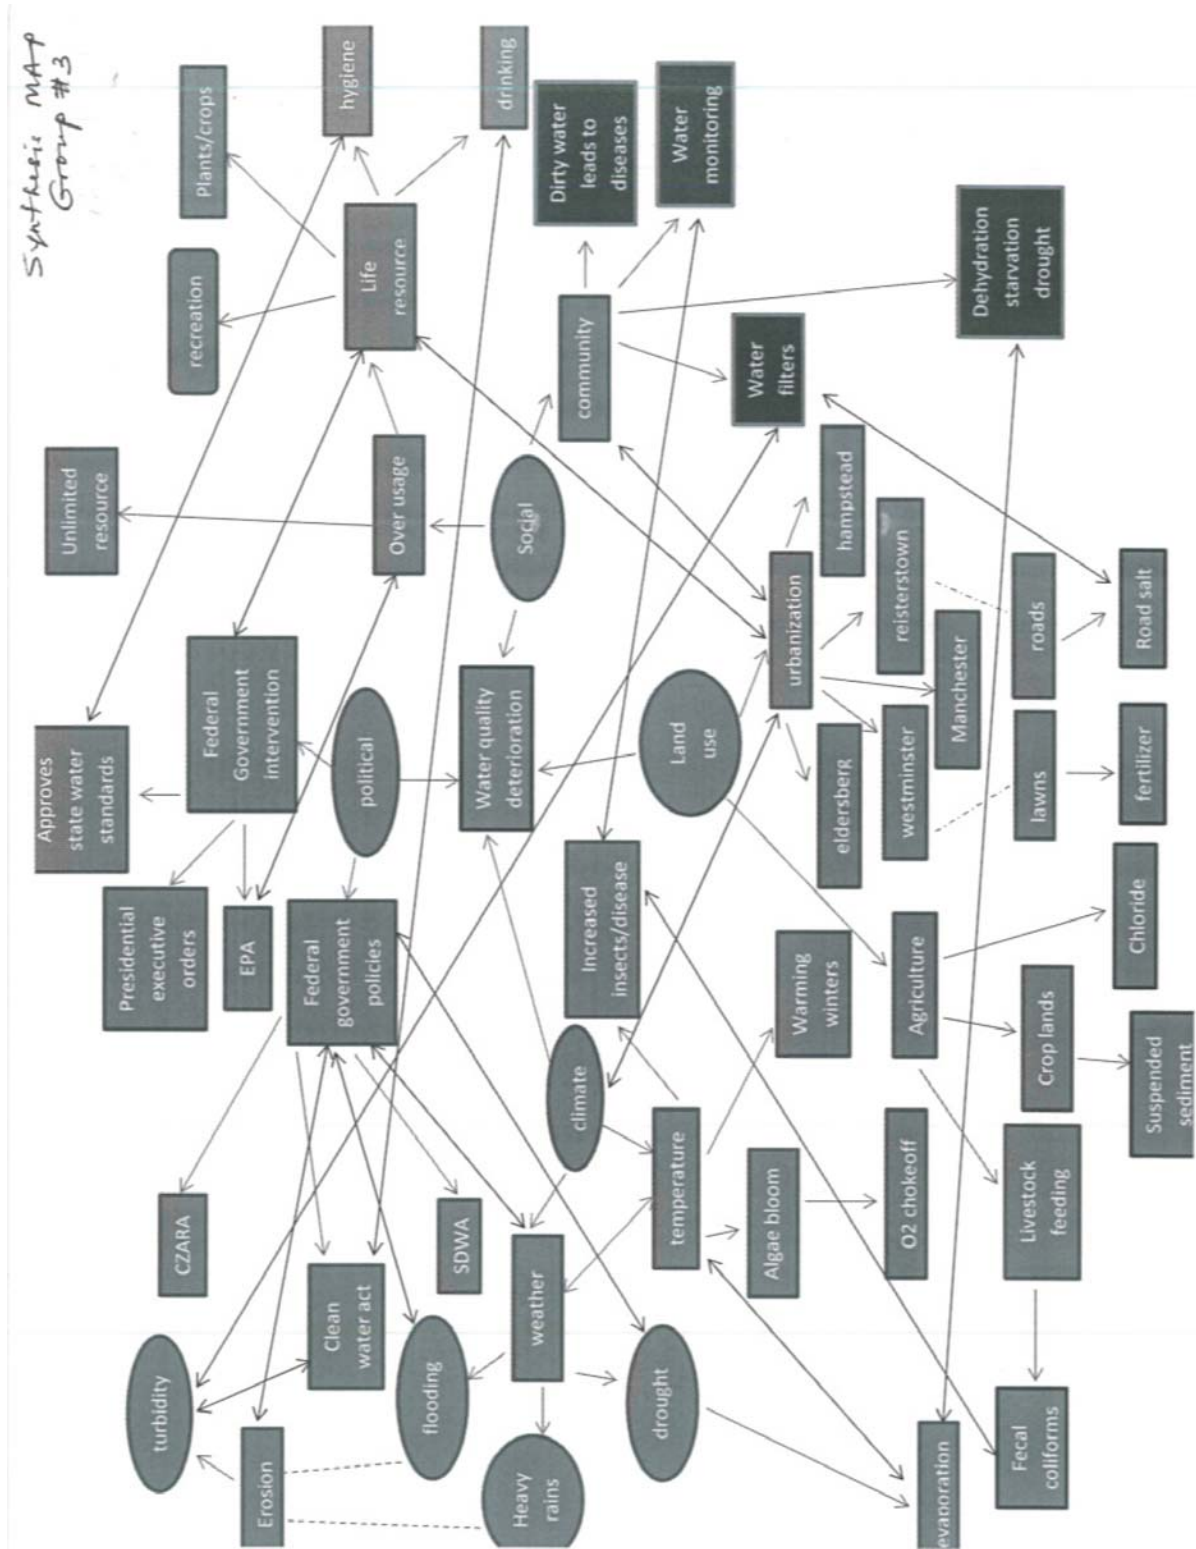 Synthesis MAP
Group #3
Unlimited
resource
Approves
state water
standards
Presidential
executive
orders
turbidity
CZARA
recreation
Plants/crops
Erosion
EPA
Federal
Government
intervention
Clean
water act
Federal
government
policies
political
Over usage
Life
resource
hygiene
flooding
SDWA
Water quality
deterioration
Social
drinking
Heavy
rains
weather
climate
Increased
insects/disease
community
Dirty water
leads to
diseases
drought
temperature
Land
use
Water
monitoring
Algae bloom
Warming
winters
urbanization
Water
filters
eldersberg
hampstead
O2 chokeoff
Agriculture
westminster
reisterstown
evaporation
Manchester
Dehydration
starvation
drought
Fecal
coliforms
Livestock
feeding
Crop lands
lawns
roads
Suspended
sediment
Chloride
fertilizer
Road salt